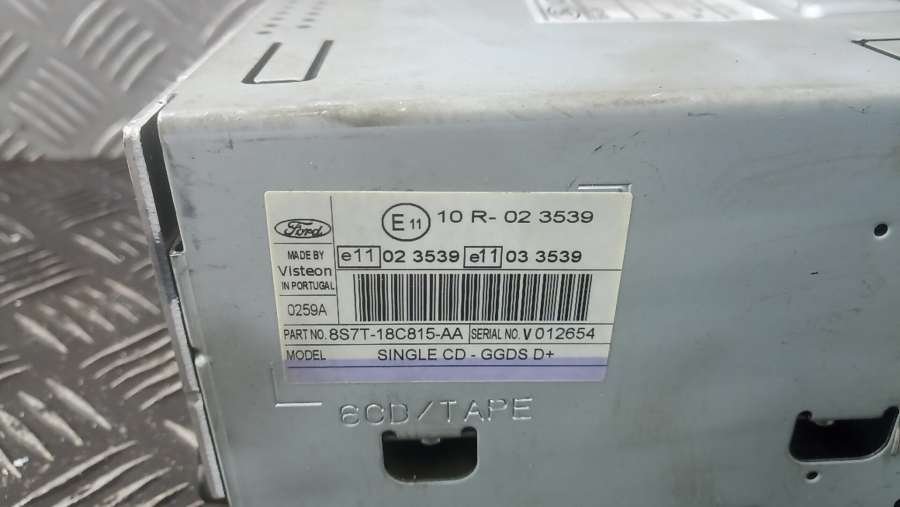 Ford
E 11 10 R- 02 3539
MADE BY
Visteon
IN PORTUGAL
e11 02 3539 e11 03 3539
0259A
PART NO. 8S7T-18C815-AA SERIAL NO. V 012654
MODEL SINGLE CD - GGDS D+
6CD/TAPE